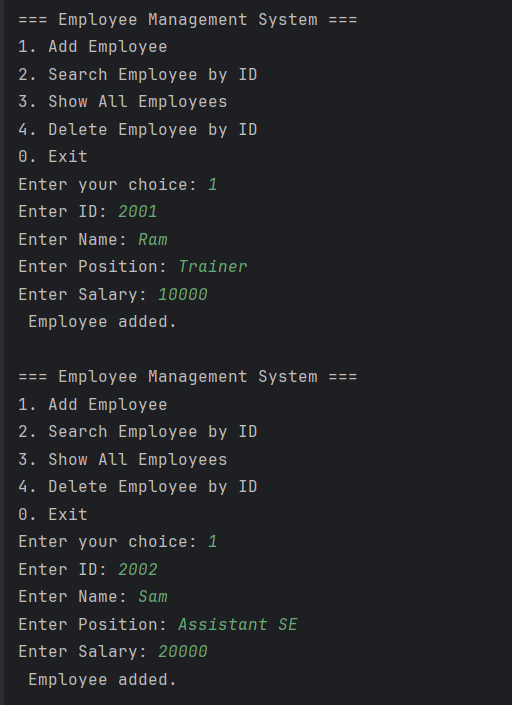 === Employee Management System ===
1. Add Employee
2. Search Employee by ID
3. Show All Employees
4. Delete Employee by ID
0. Exit
Enter your choice: 1
Enter ID: 2001
Enter Name: Ram
Enter Position: Trainer
Enter Salary: 10000
 Employee added.

=== Employee Management System ===
1. Add Employee
2. Search Employee by ID
3. Show All Employees
4. Delete Employee by ID
0. Exit
Enter your choice: 1
Enter ID: 2002
Enter Name: Sam
Enter Position: Assistant SE
Enter Salary: 20000
 Employee added.